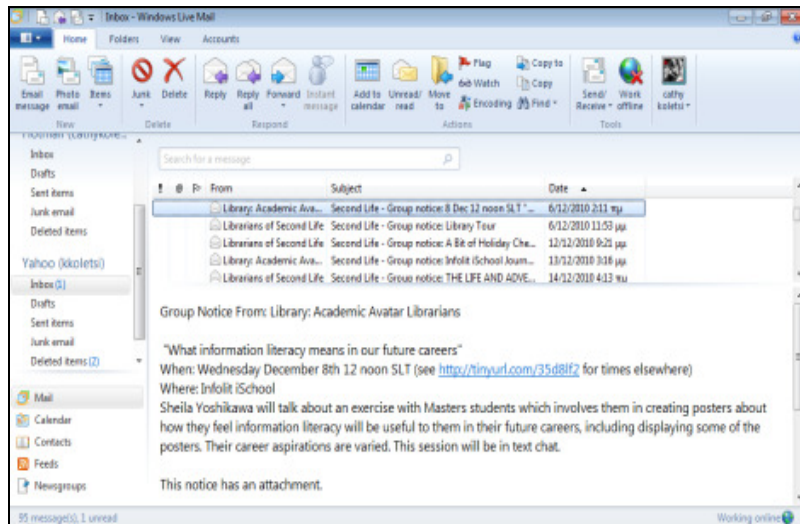 Inbox - Windows Live Mail
Home Folders View Accounts
Email message
Photo email
Items
Junk
Delete
Reply
Reply all
Forward
Instant message
Add to calendar
Unread/ read
Move to
Flag
Watch
Encoding
Copy to
Copy
Find
Send/ Receive
Work offline
cathy koletsi
New Delete Respond Actions Tools
Hotmail (cathykole...
Inbox
Drafts
Sent items
Junk email
Deleted items
Yahoo (kkoletsi)
Inbox (1)
Drafts
Sent items
Junk email
Deleted items (2)
Mail
Calendar
Contacts
Feeds
Newsgroups
Search for a message
! @ From Subject Date
Library: Academic Ava... Second Life - Group notice: 8 Dec 12 noon SLT "... 6/12/2010 2:11 πμ
Librarians of Second Life Second Life - Group notice: Library Tour 6/12/2010 11:53 μμ
Librarians of Second Life Second Life - Group notice: A Bit of Holiday Che... 12/12/2010 9:21 μμ
Library: Academic Ava... Second Life - Group notice: Infolit iSchool Journ... 13/12/2010 3:16 μμ
Librarians of Second Life Second Life - Group notice: THE LIFE AND ADVE... 14/12/2010 4:13 πμ
Group Notice From: Library: Academic Avatar Librarians
"What information literacy means in our future careers"
When: Wednesday December 8th 12 noon SLT (see http://tinyurl.com/35d8lf2 for times elsewhere)
Where: Infolit iSchool
Sheila Yoshikawa will talk about an exercise with Masters students which involves them in creating posters about
how they feel information literacy will be useful to them in their future careers, including displaying some of the
posters. Their career aspirations are varied. This session will be in text chat.
This notice has an attachment.
95 message(s), 1 unread
Working online